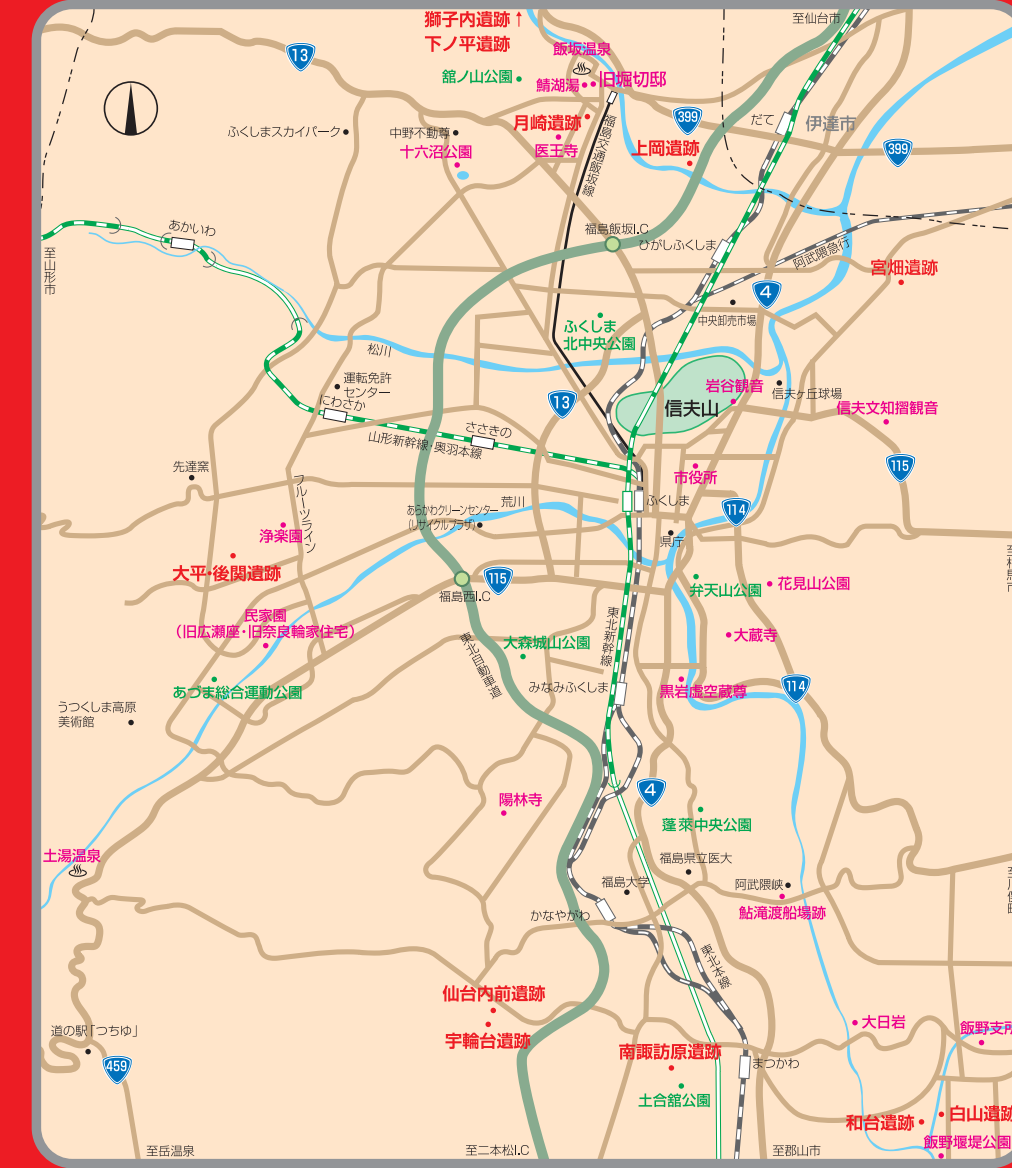 獅子内遺跡↑
下ノ平遺跡
至仙台市
13
飯坂温泉
舘ノ山公園
鯖湖湯
旧堀切邸
399
だて
伊達市
月崎遺跡
ふくしまスカイパーク
中野不動尊
医王寺
十六沼公園
福島交通飯坂線
上岡遺跡
399
あかいわ
至山形市
福島飯坂I.C
ひがしふくしま
阿武隈急行
宮畑遺跡
4
中央卸売市場
ふくしま
北中央公園
松川
運転免許
センター
にわさか
13
岩谷観音
信夫山
信夫ヶ丘球場
信夫文知摺観音
ささきの
山形新幹線・奥羽本線
先達窯
フルーツライン
市役所
115
あらかわクリーンセンター
(リサイクルプラザ)
荒川
ふくしま
114
浄楽園
県庁
大平・後関遺跡
115
福島西I.C
弁天山公園
花見山公園
民家園
(旧広瀬座・旧奈良輪家住宅)
東北自動車道
大森城山公園
東北新幹線
大蔵寺
あづま総合運動公園
みなみふくしま
黒岩虚空蔵尊
114
うつくしま高原
美術館
4
陽林寺
蓬萊中央公園
土湯温泉
福島県立医大
福島大学
阿武隈峡
鮎滝渡船場跡
かなやがわ
東北本線
仙台内前遺跡
宇輪台遺跡
大日岩
飯野支所
道の駅「つちゆ」
459
南諏訪原遺跡
まつかわ
土合舘公園
和台遺跡
白山遺跡
飯野堰堤公園
至岳温泉
至二本松I.C
至郡山市